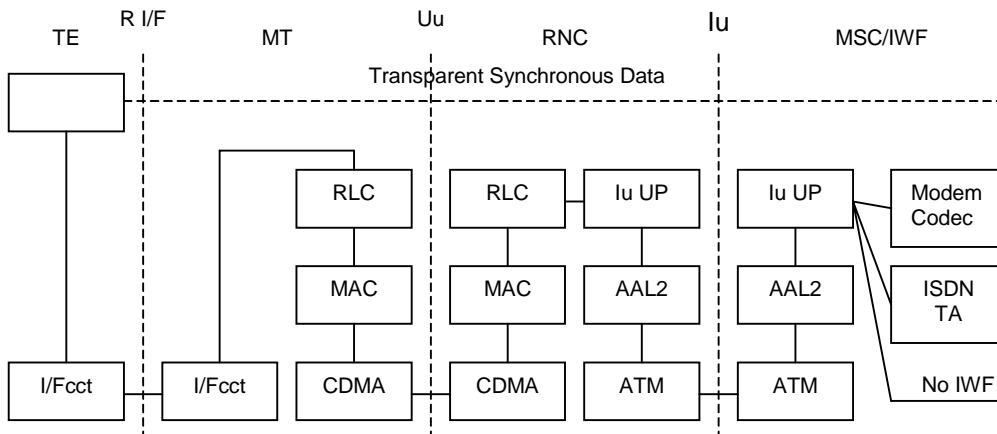 R I/F
Uu
Iu
TE
MT
RNC
MSC/IWF
Transparent Synchronous Data
RLC
RLC
Iu UP
Iu UP
Modem
Codec
MAC
MAC
AAL2
AAL2
ISDN
TA
I/Fcct
I/Fcct
CDMA
CDMA
ATM
ATM
No IWF